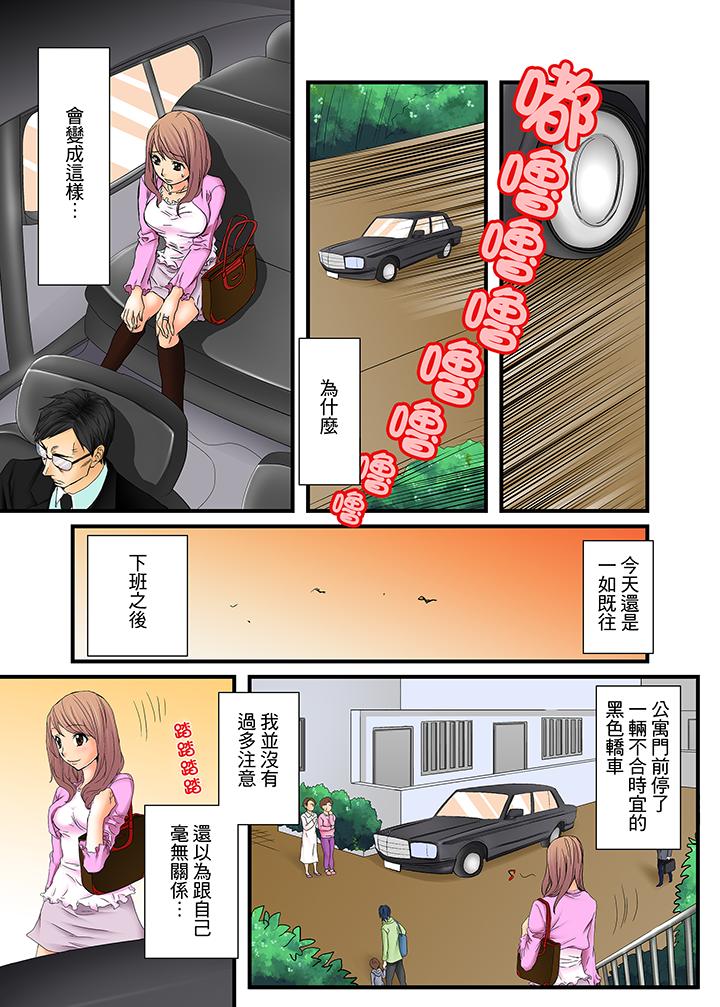 嘟嚕嚕嚕嚕嚕嚕嚕
為什麼
會變成這樣…
今天還是
一如既往
下班之後
公寓門前停了
一輛不合時宜的
黑色轎車
我並沒有
過多注意
還以為跟自己
毫無關係…
踏踏踏踏